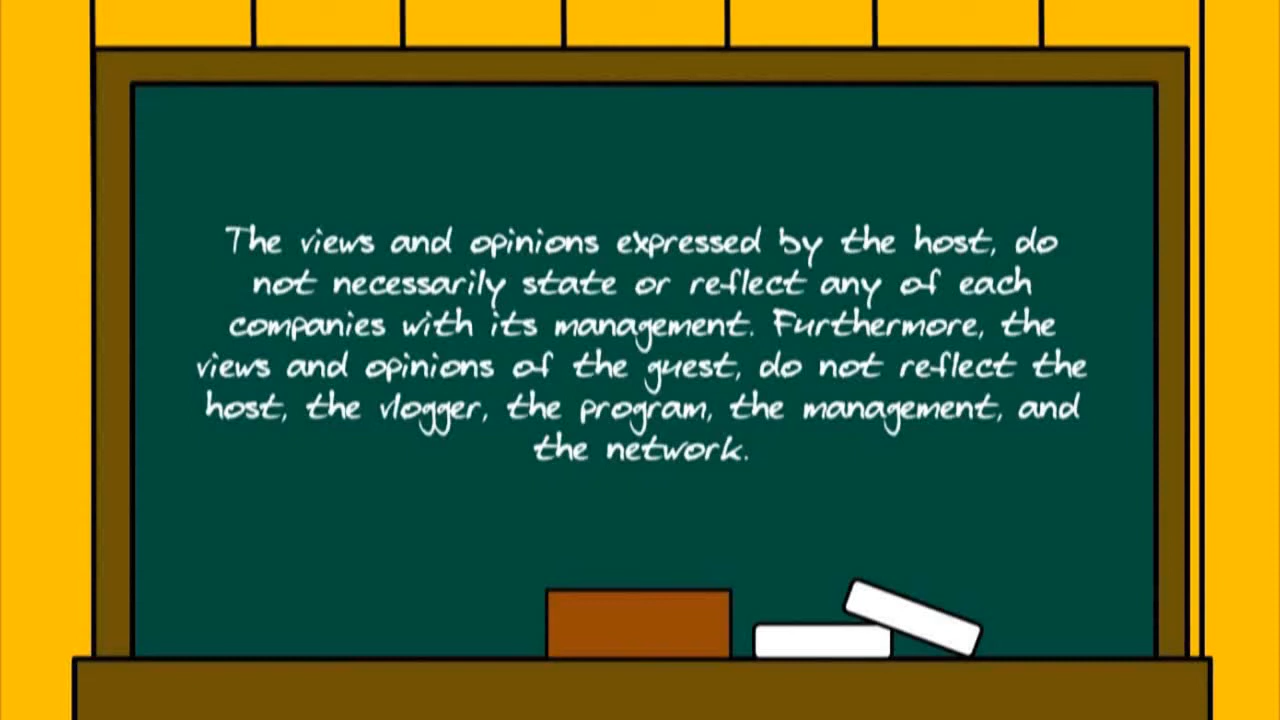 The views and opinions expressed by the host, do
not necessarily state or reflect any of each
companies with its management. Furthermore, the
views and opinions of the guest, do not reflect the
host, the vlogger, the program, the management, and
the network.